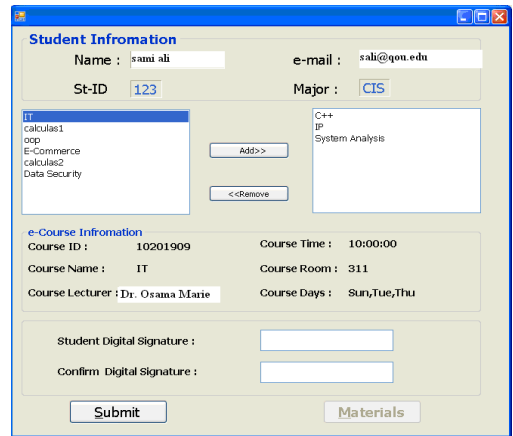 Student Infromation
Name : sami ali e-mail : sali@qou.edu
St-ID 123 Major : CIS
IT
calculas1
oop
E-Commerce
calculas2
Data Security
Add>>
<<Remove
C++
IP
System Analysis
e-Course Infromation
Course ID : 10201909 Course Time : 10:00:00
Course Name : IT Course Room : 311
Course Lecturer : Dr. Osama Marie Course Days : Sun,Tue,Thu
Student Digital Signature :
Confirm Digital Signature :
Submit Materials